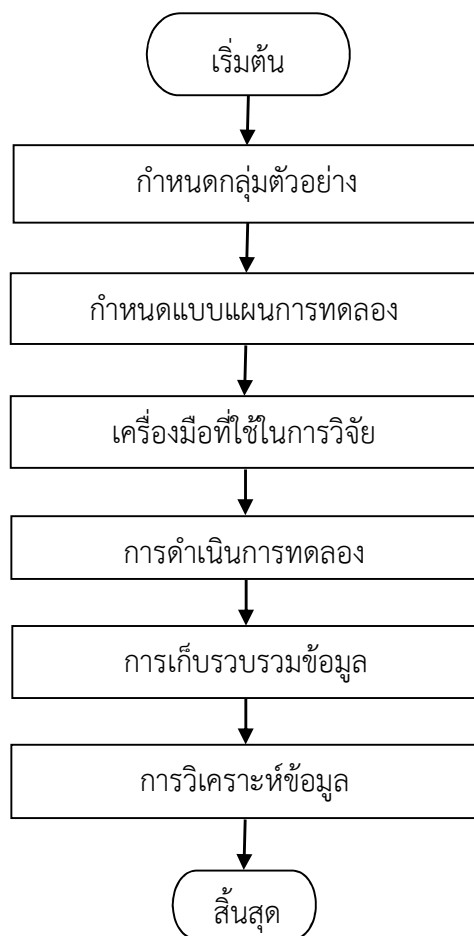 เริ่มต้น
กำหนดกลุ่มตัวอย่าง
กำหนดแบบแผนการทดลอง
เครื่องมือที่ใช้ในการวิจัย
การดำเนินการทดลอง
การเก็บรวบรวมข้อมูล
การวิเคราะห์ข้อมูล
สิ้นสุด